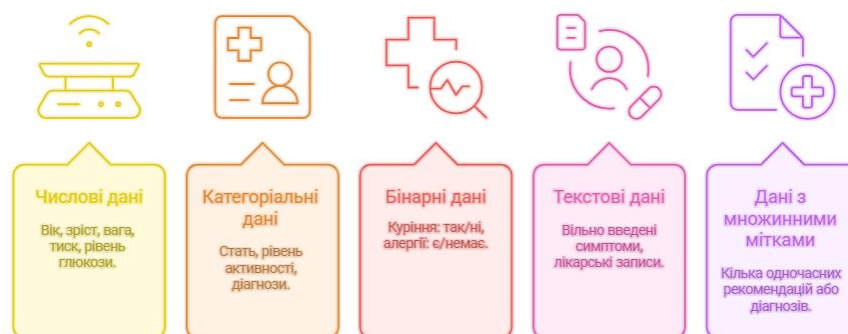 Числові дані
Вік, зріст, вага,
тиск, рівень
глюкози.
Категоріальні
дані
Стать, рівень
активності,
діагнози.
Бінарні дані
Куріння: так/ні,
алергії: є/немає.
Текстові дані
Вільно введені
симптоми,
лікарські записи.
Дані з
множинними
мітками
Кілька одночасних
рекомендацій або
діагнозів.